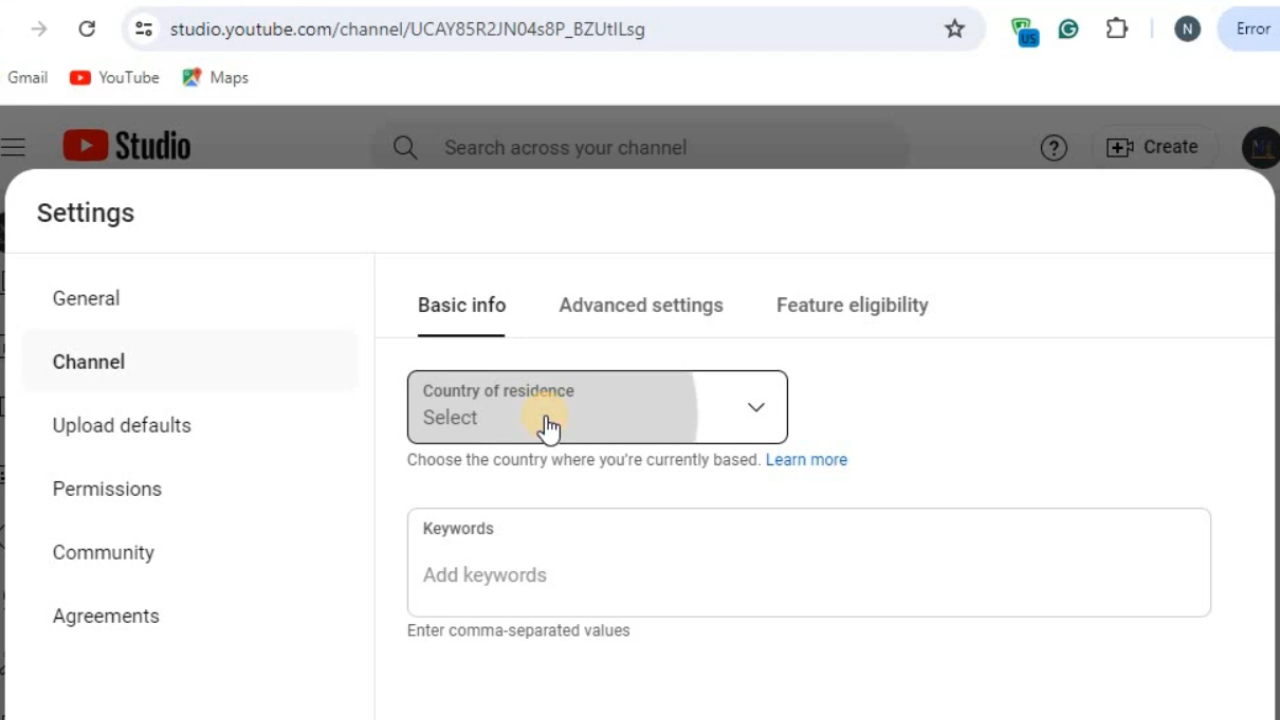 studio.youtube.com/channel/UCAY85R2JN04s8P_BZUtILsg
US
N
Error
Gmail
YouTube
Maps
Studio
Search across your channel
Create
Settings
General
Channel
Upload defaults
Permissions
Community
Agreements
Basic info
Advanced settings
Feature eligibility
Country of residence
Select
Choose the country where you're currently based. Learn more
Keywords
Add keywords
Enter comma-separated values